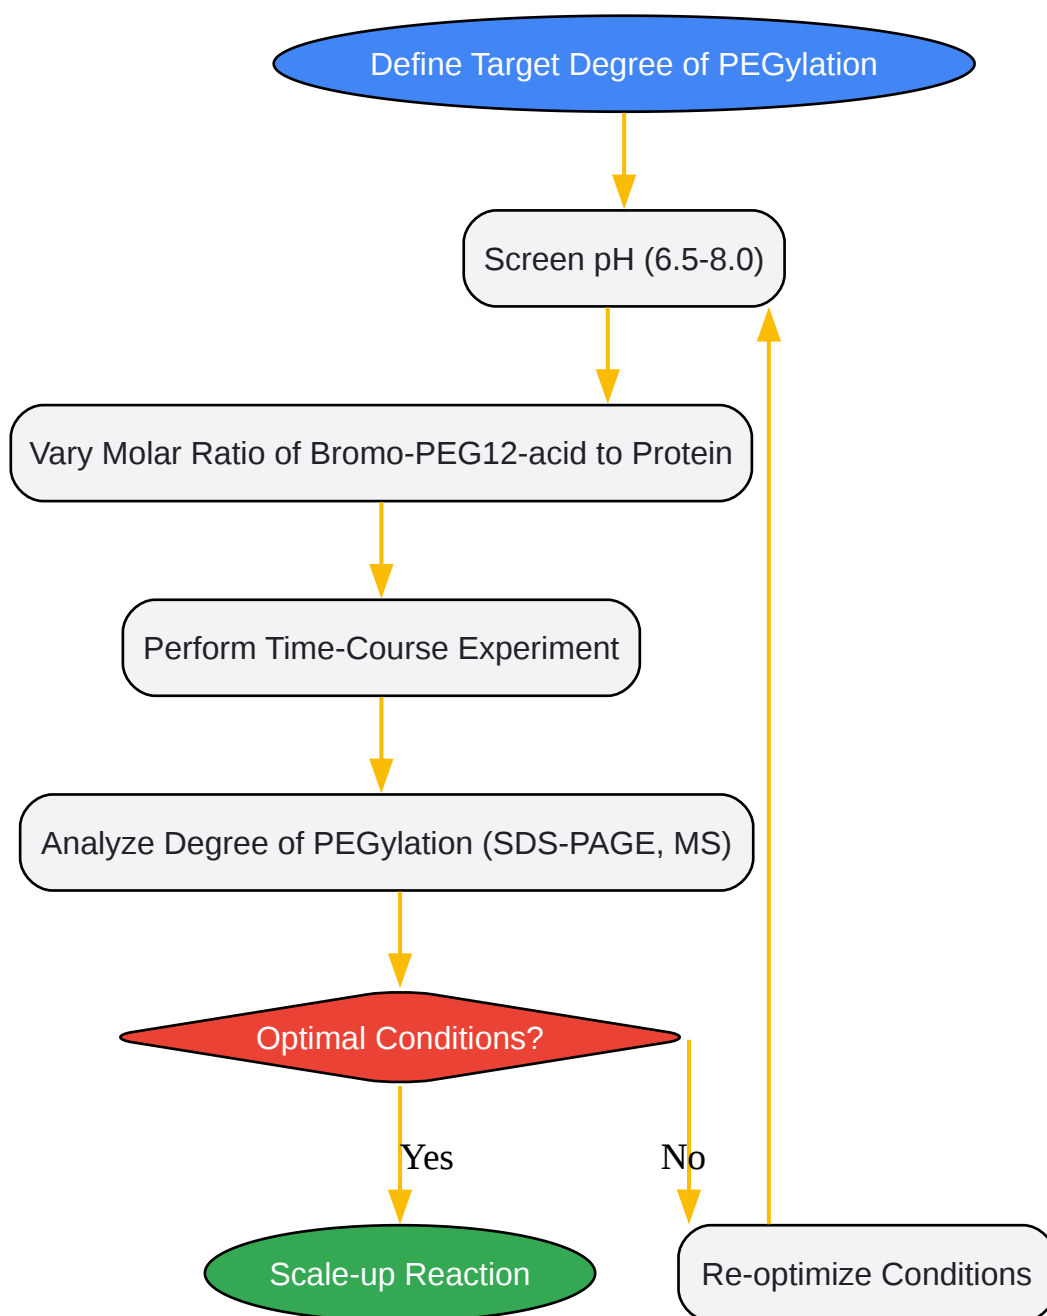 Define Target Degree of PEGylation
Screen pH (6.5-8.0)
Vary Molar Ratio of Bromo-PEG12-acid to Protein
Perform Time-Course Experiment
Analyze Degree of PEGylation (SDS-PAGE, MS)
Optimal Conditions?
Yes
No
Scale-up Reaction
Re-optimize Conditions